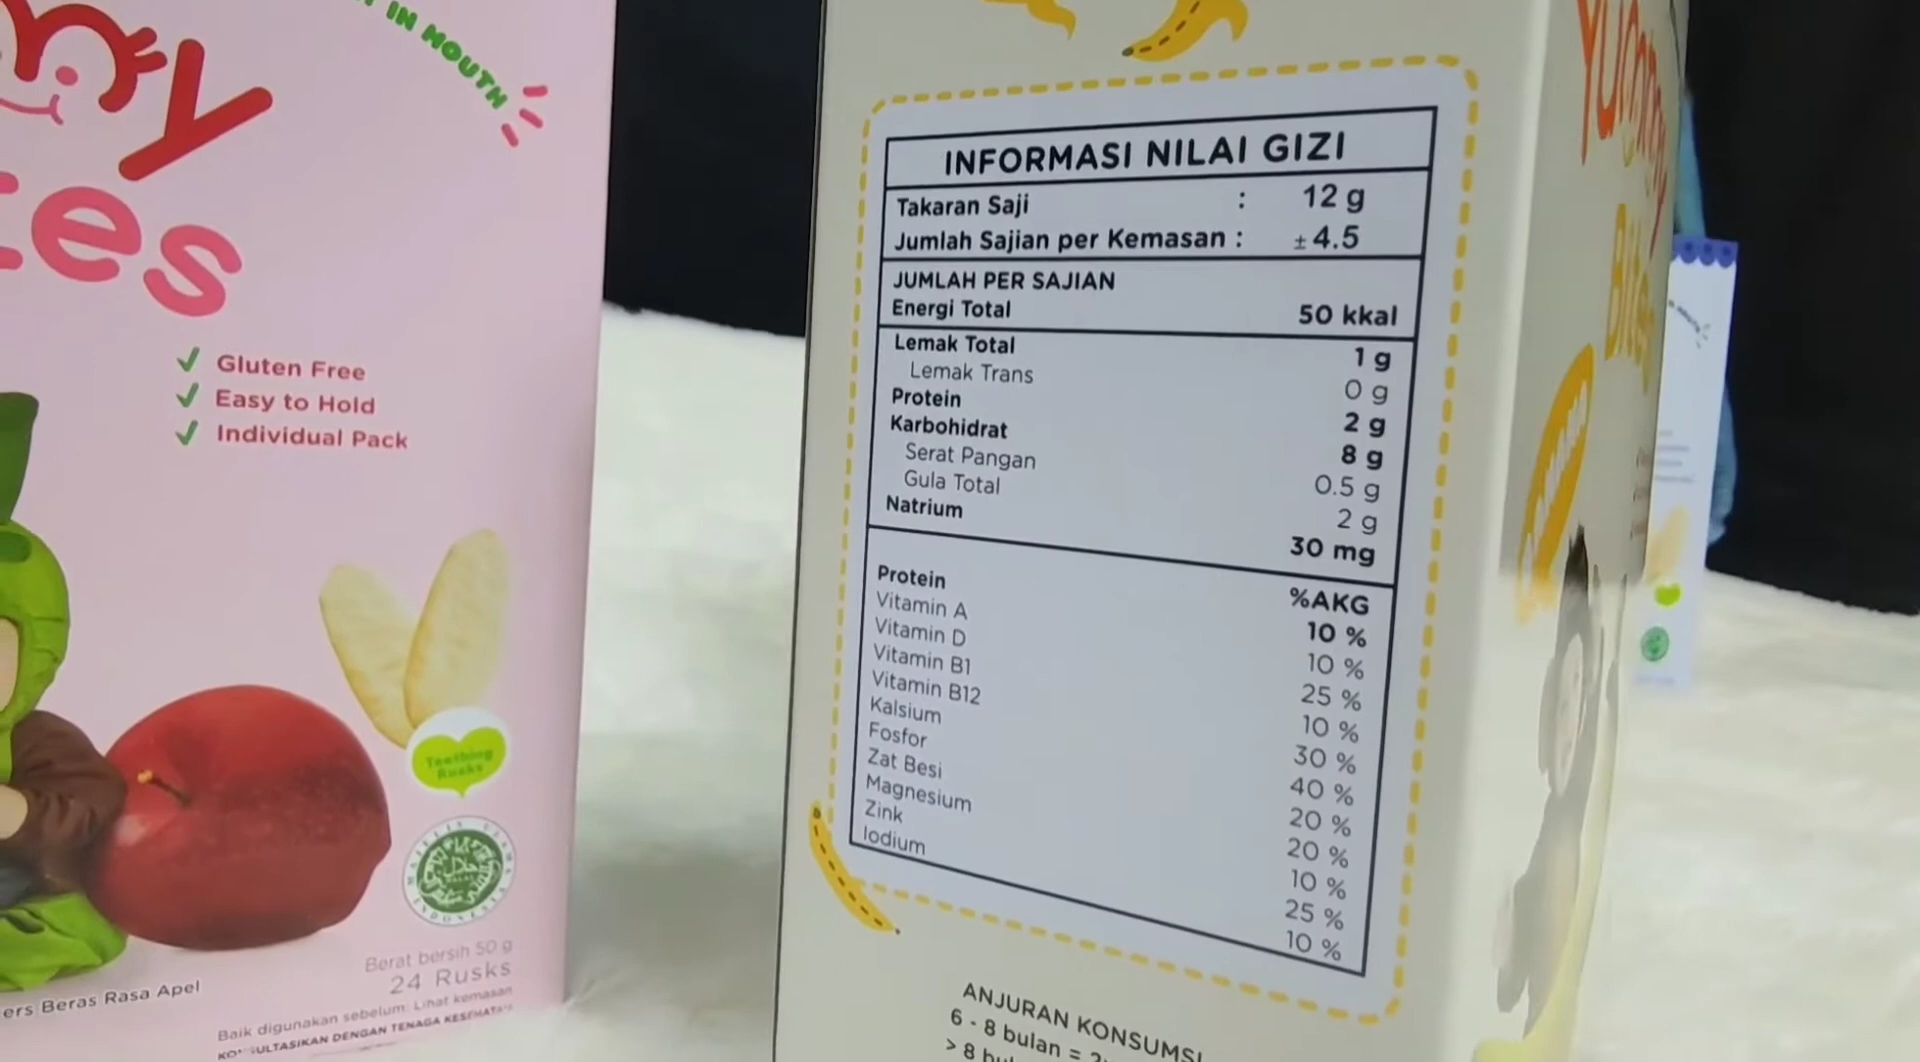 IN MOUTH
es
✓ Gluten Free
✓ Easy to Hold
✓ Individual Pack
Teething
Rusks
Berat bersih 50 g
24 Rusks
ers Beras Rasa Apel
Baik digunakan sebelum: Lihat kemasan
DENGAN TENAGA
INFORMASI NILAI GIZI
Takaran Saji : 12 g
Jumlah Sajian per Kemasan : ± 4.5
JUMLAH PER SAJIAN
Energi Total 50 kkal
Lemak Total 1 g
Lemak Trans 0 g
Protein 2 g
Karbohidrat 8 g
Serat Pangan 0.5 g
Gula Total 2 g
Natrium 30 mg
%AKG
Protein 10 %
Vitamin A 10 %
Vitamin D 25 %
Vitamin B1 10 %
Vitamin B12 30 %
Kalsium 40 %
Fosfor 20 %
Zat Besi 20 %
Magnesium 10 %
Zink 25 %
Iodium 10 %
ANJURAN KONSUMSI
6 - 8 bulan =
> 8
Yummy